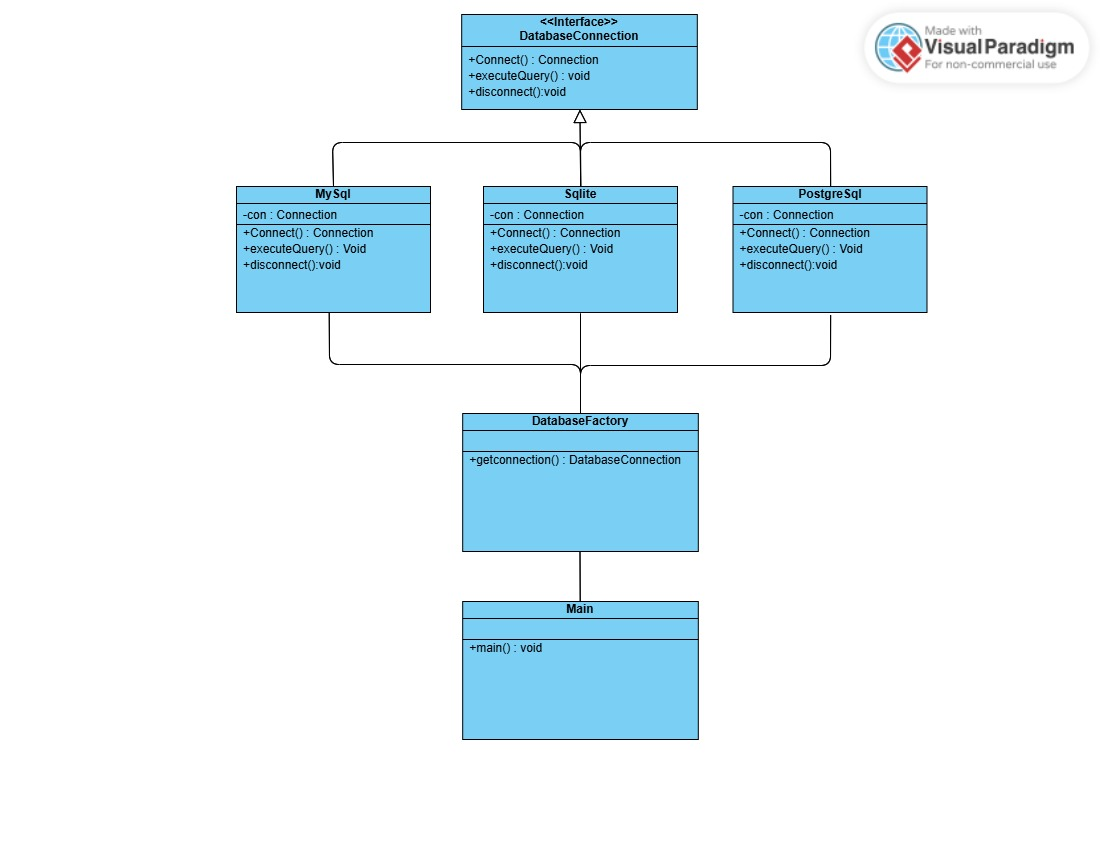 <<Interface>>
DatabaseConnection
+Connect() : Connection
+executeQuery() : void
+disconnect():void
Made with
Visual Paradigm
For non-commercial use
MySql
-con : Connection
+Connect() : Connection
+executeQuery() : Void
+disconnect():void
Sqlite
-con : Connection
+Connect() : Connection
+executeQuery() : Void
+disconnect():void
PostgreSql
-con : Connection
+Connect() : Connection
+executeQuery() : Void
+disconnect():void
DatabaseFactory
+getconnection() : DatabaseConnection
Main
+main() : void